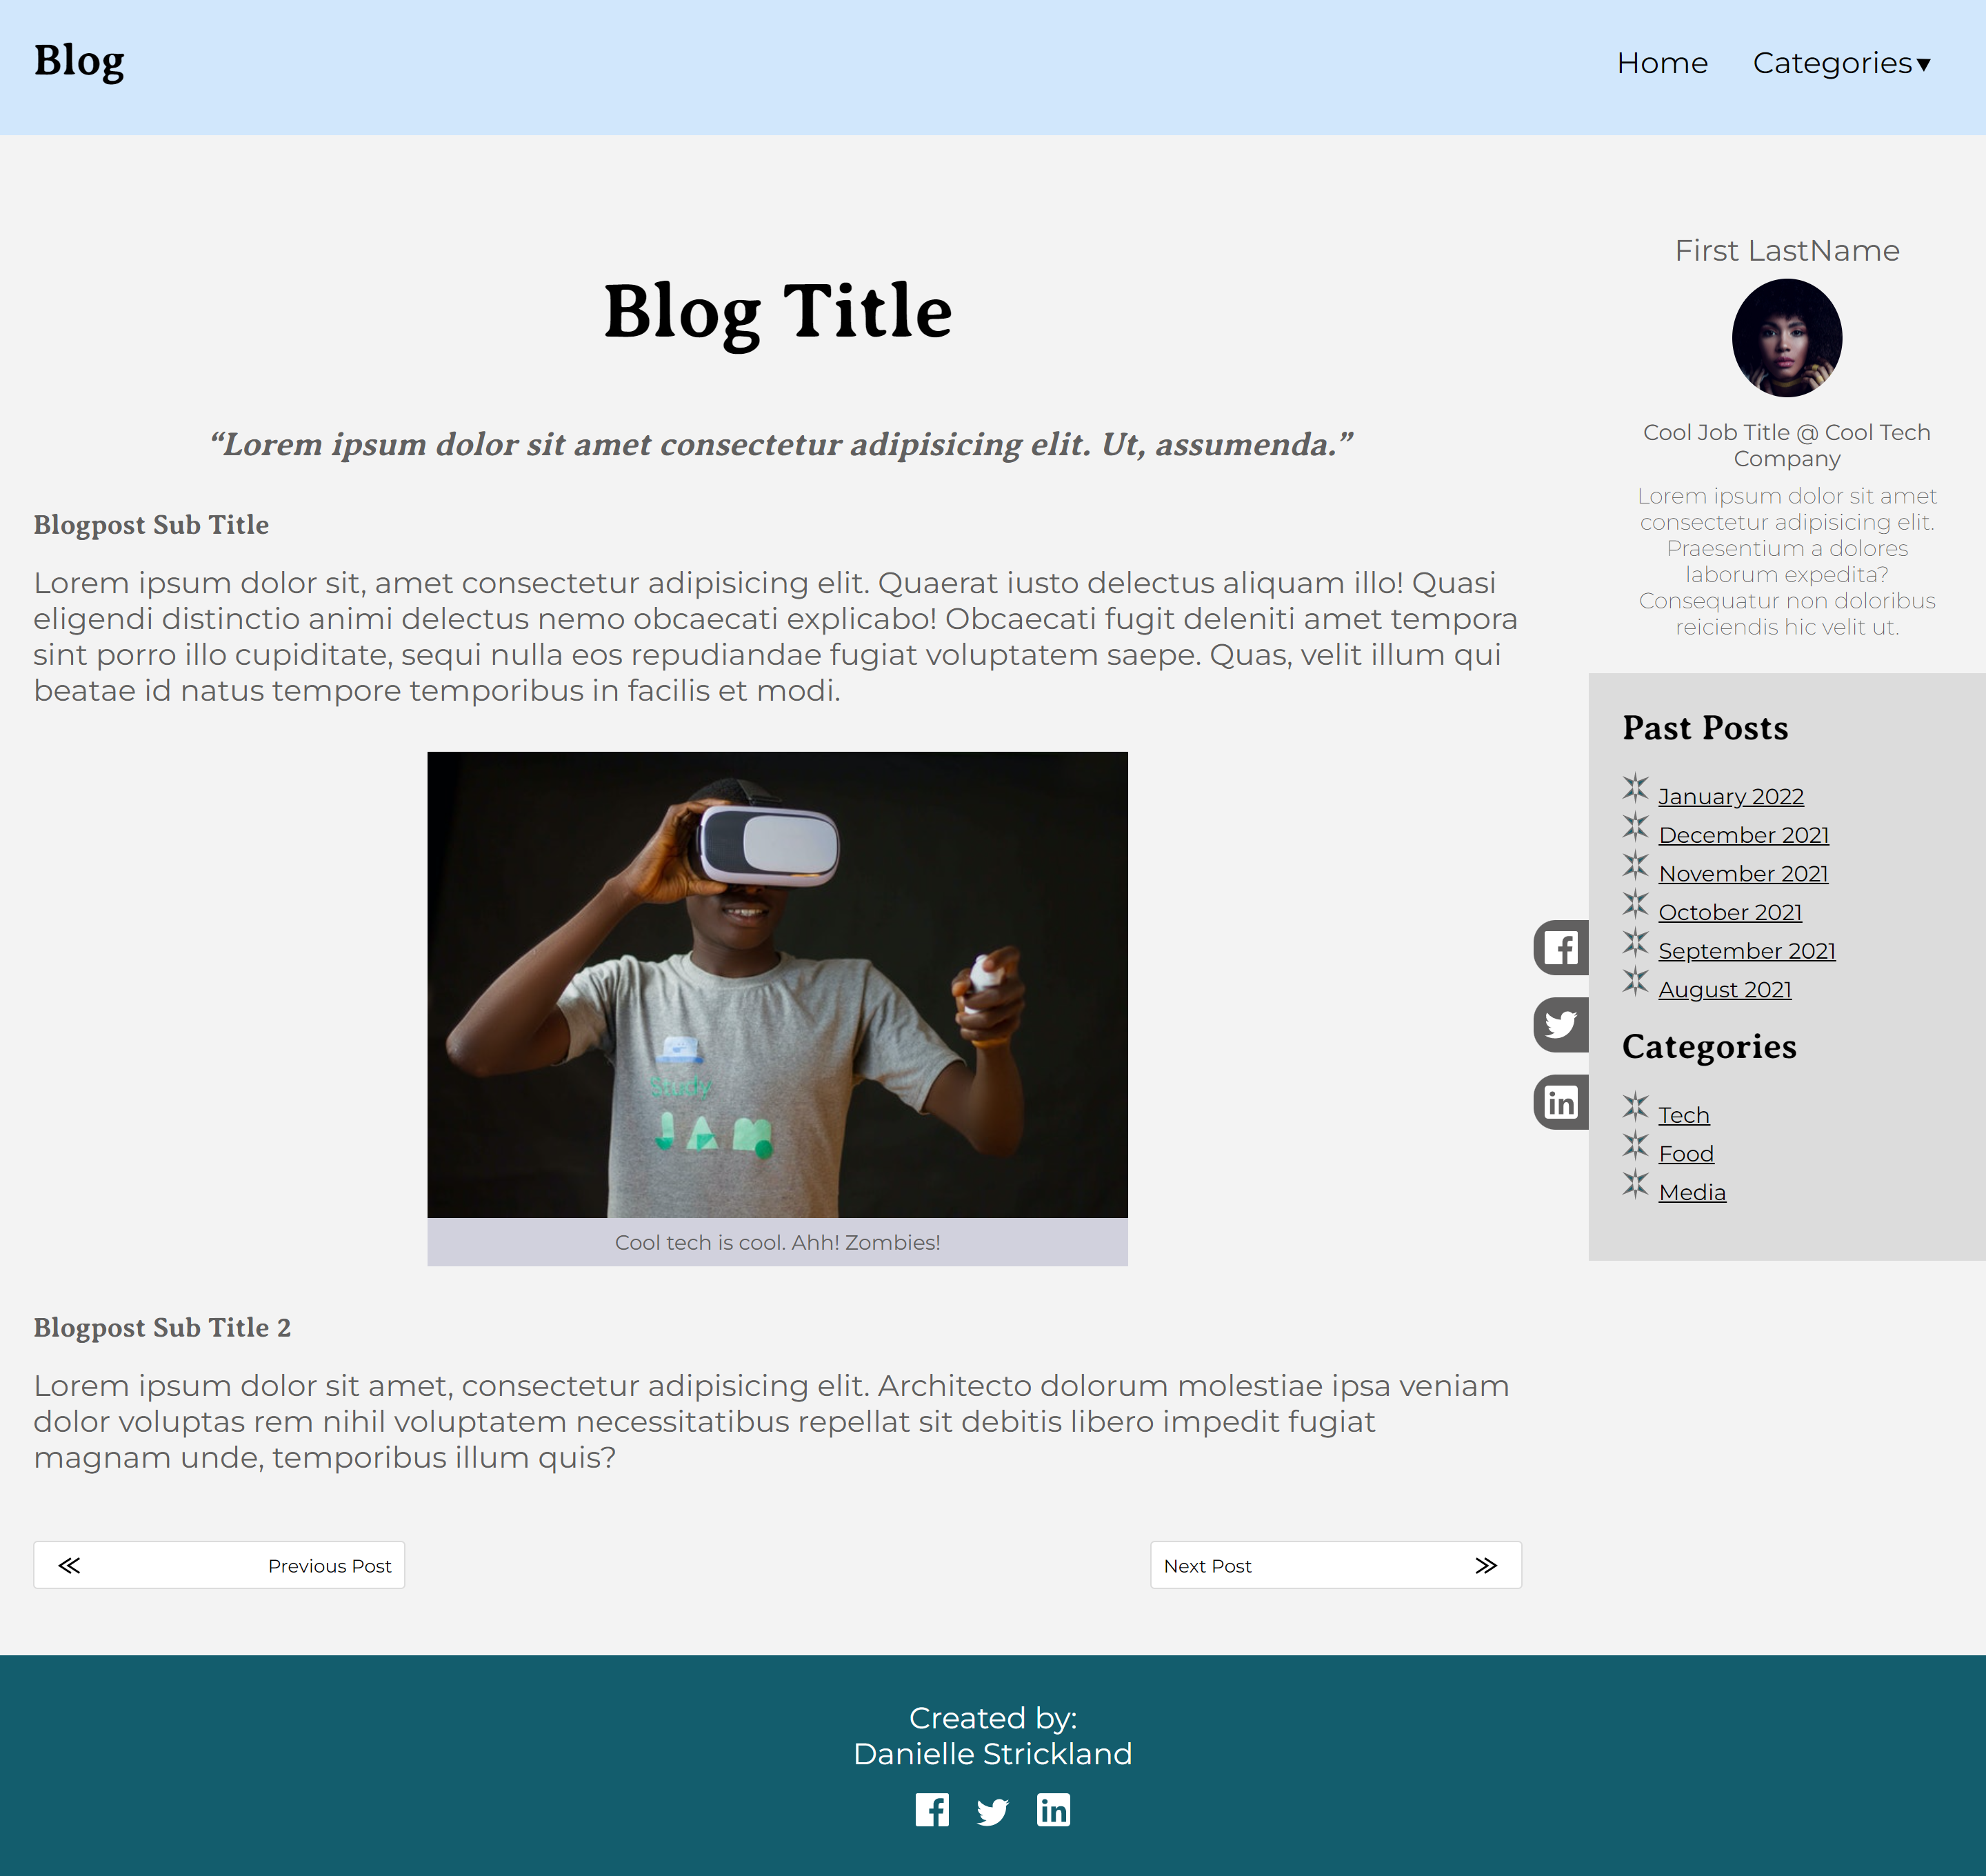 Blog
Home
Categories▼
Blog Title
“Lorem ipsum dolor sit amet consectetur adipisicing elit. Ut, assumenda.”
Blogpost Sub Title
Lorem ipsum dolor sit, amet consectetur adipisicing elit. Quaerat iusto delectus aliquam illo! Quasi
eligendi distinctio animi delectus nemo obcaecati explicabo! Obcaecati fugit deleniti amet tempora
sint porro illo cupiditate, sequi nulla eos repudiandae fugiat voluptatem saepe. Quas, velit illum qui
beatae id natus tempore temporibus in facilis et modi.
Study
JAM
Cool tech is cool. Ahh! Zombies!
Blogpost Sub Title 2
Lorem ipsum dolor sit amet, consectetur adipisicing elit. Architecto dolorum molestiae ipsa veniam
dolor voluptas rem nihil voluptatem necessitatibus repellat sit debitis libero impedit fugiat
magnam unde, temporibus illum quis?
Previous Post
Next Post
First LastName
Cool Job Title @ Cool Tech
Company
Lorem ipsum dolor sit amet
consectetur adipisicing elit.
Praesentium a dolores
laborum expedita?
Consequatur non doloribus
reiciendis hic velit ut.
Past Posts
January 2022
December 2021
November 2021
October 2021
September 2021
August 2021
Categories
Tech
Food
Media
Created by:
Danielle Strickland